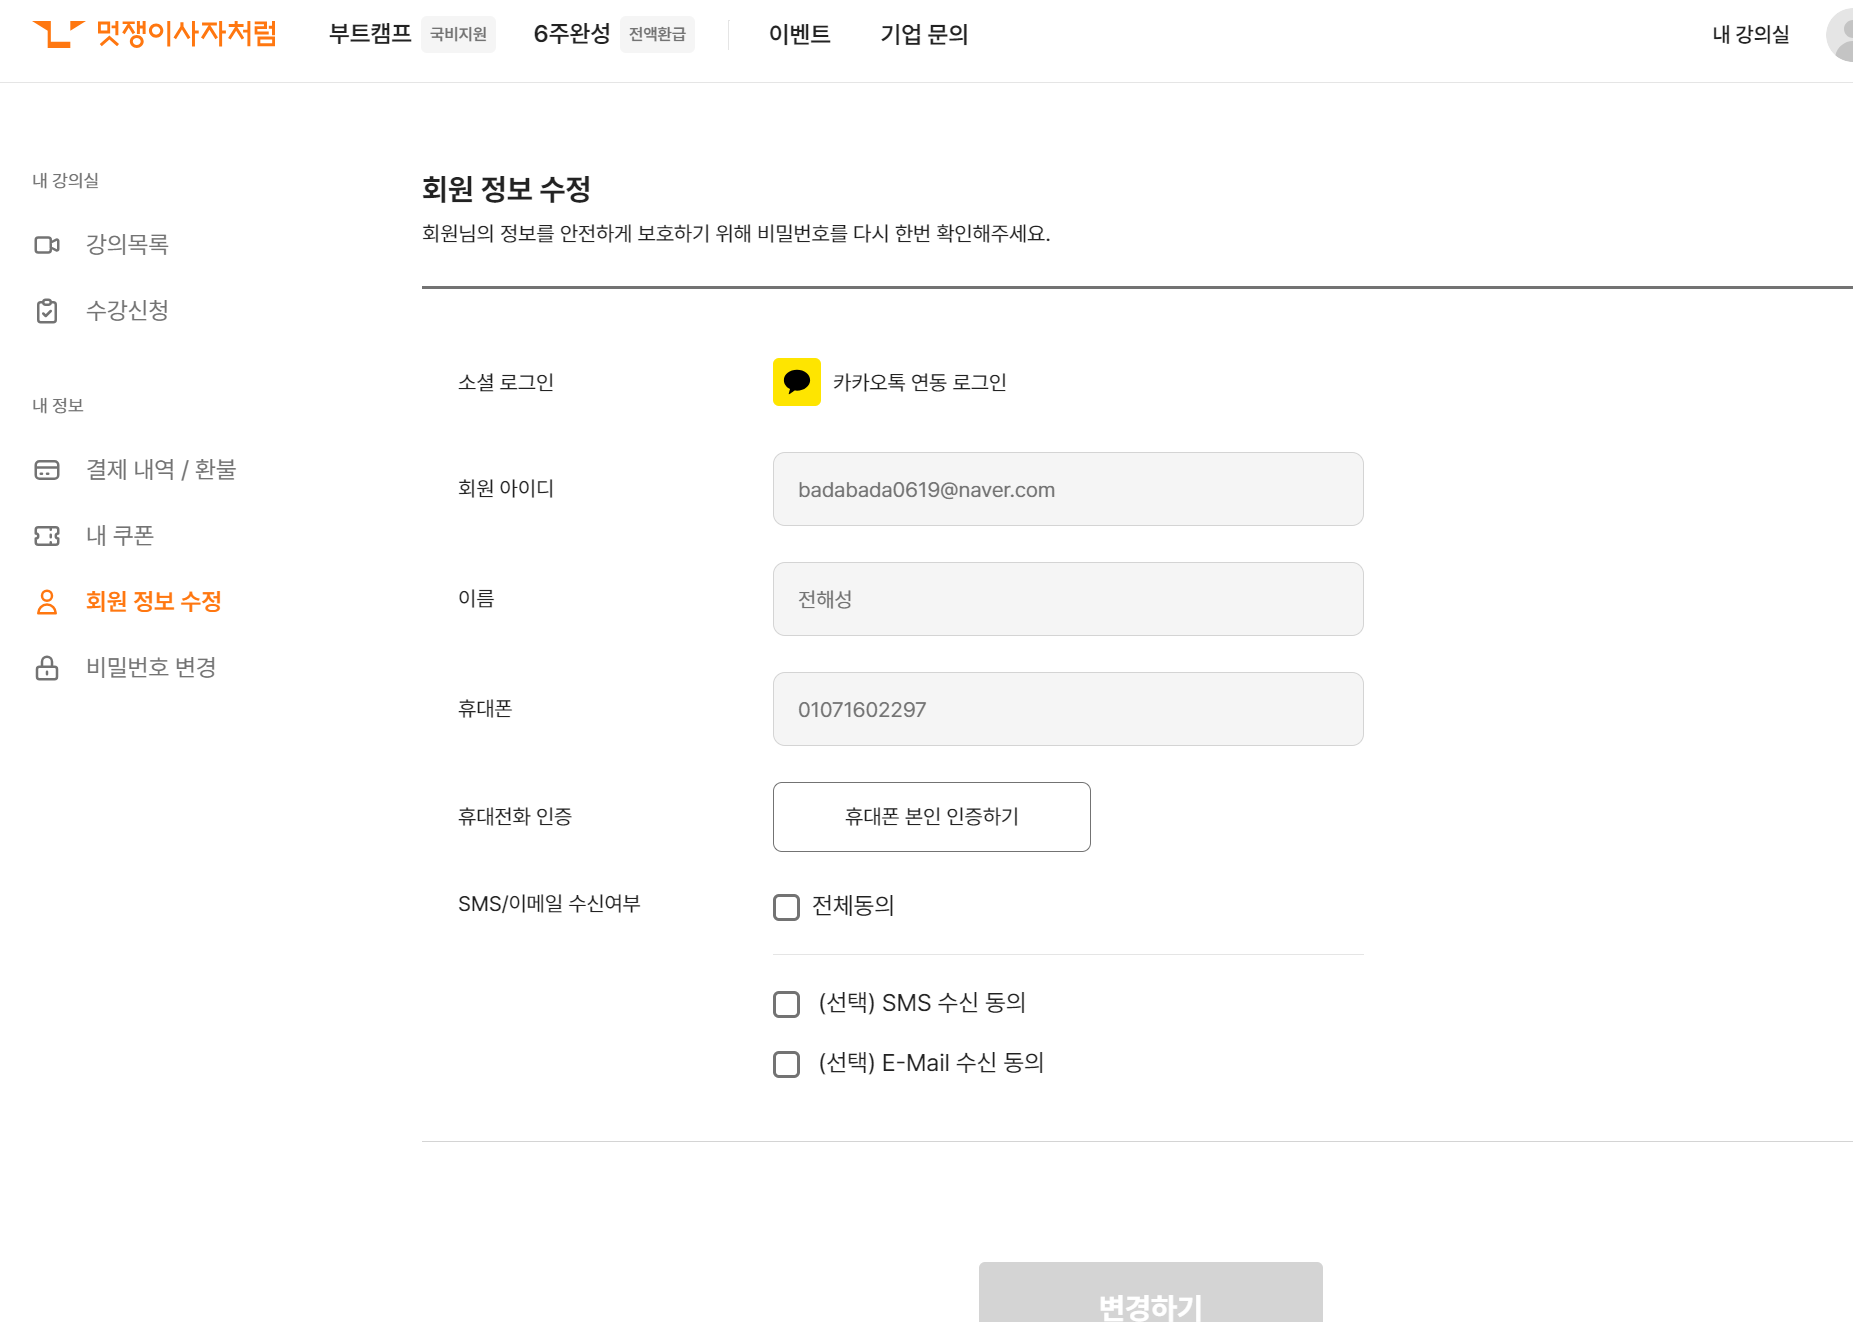 멋쟁이사자처럼 부트캠프 국비지원 6주완성 전액환급 이벤트 기업 문의 내 강의실
내 강의실
강의목록
수강신청
내 정보
결제 내역 / 환불
내 쿠폰
회원 정보 수정
비밀번호 변경
회원 정보 수정
회원님의 정보를 안전하게 보호하기 위해 비밀번호를 다시 한번 확인해주세요.
소셜 로그인 카카오톡 연동 로그인
회원 아이디 badabada0619@naver.com
이름 전해성
휴대폰 01071602297
휴대전화 인증 휴대폰 본인 인증하기
SMS/이메일 수신여부 전체동의
(선택) SMS 수신 동의
(선택) E-Mail 수신 동의
변경하기